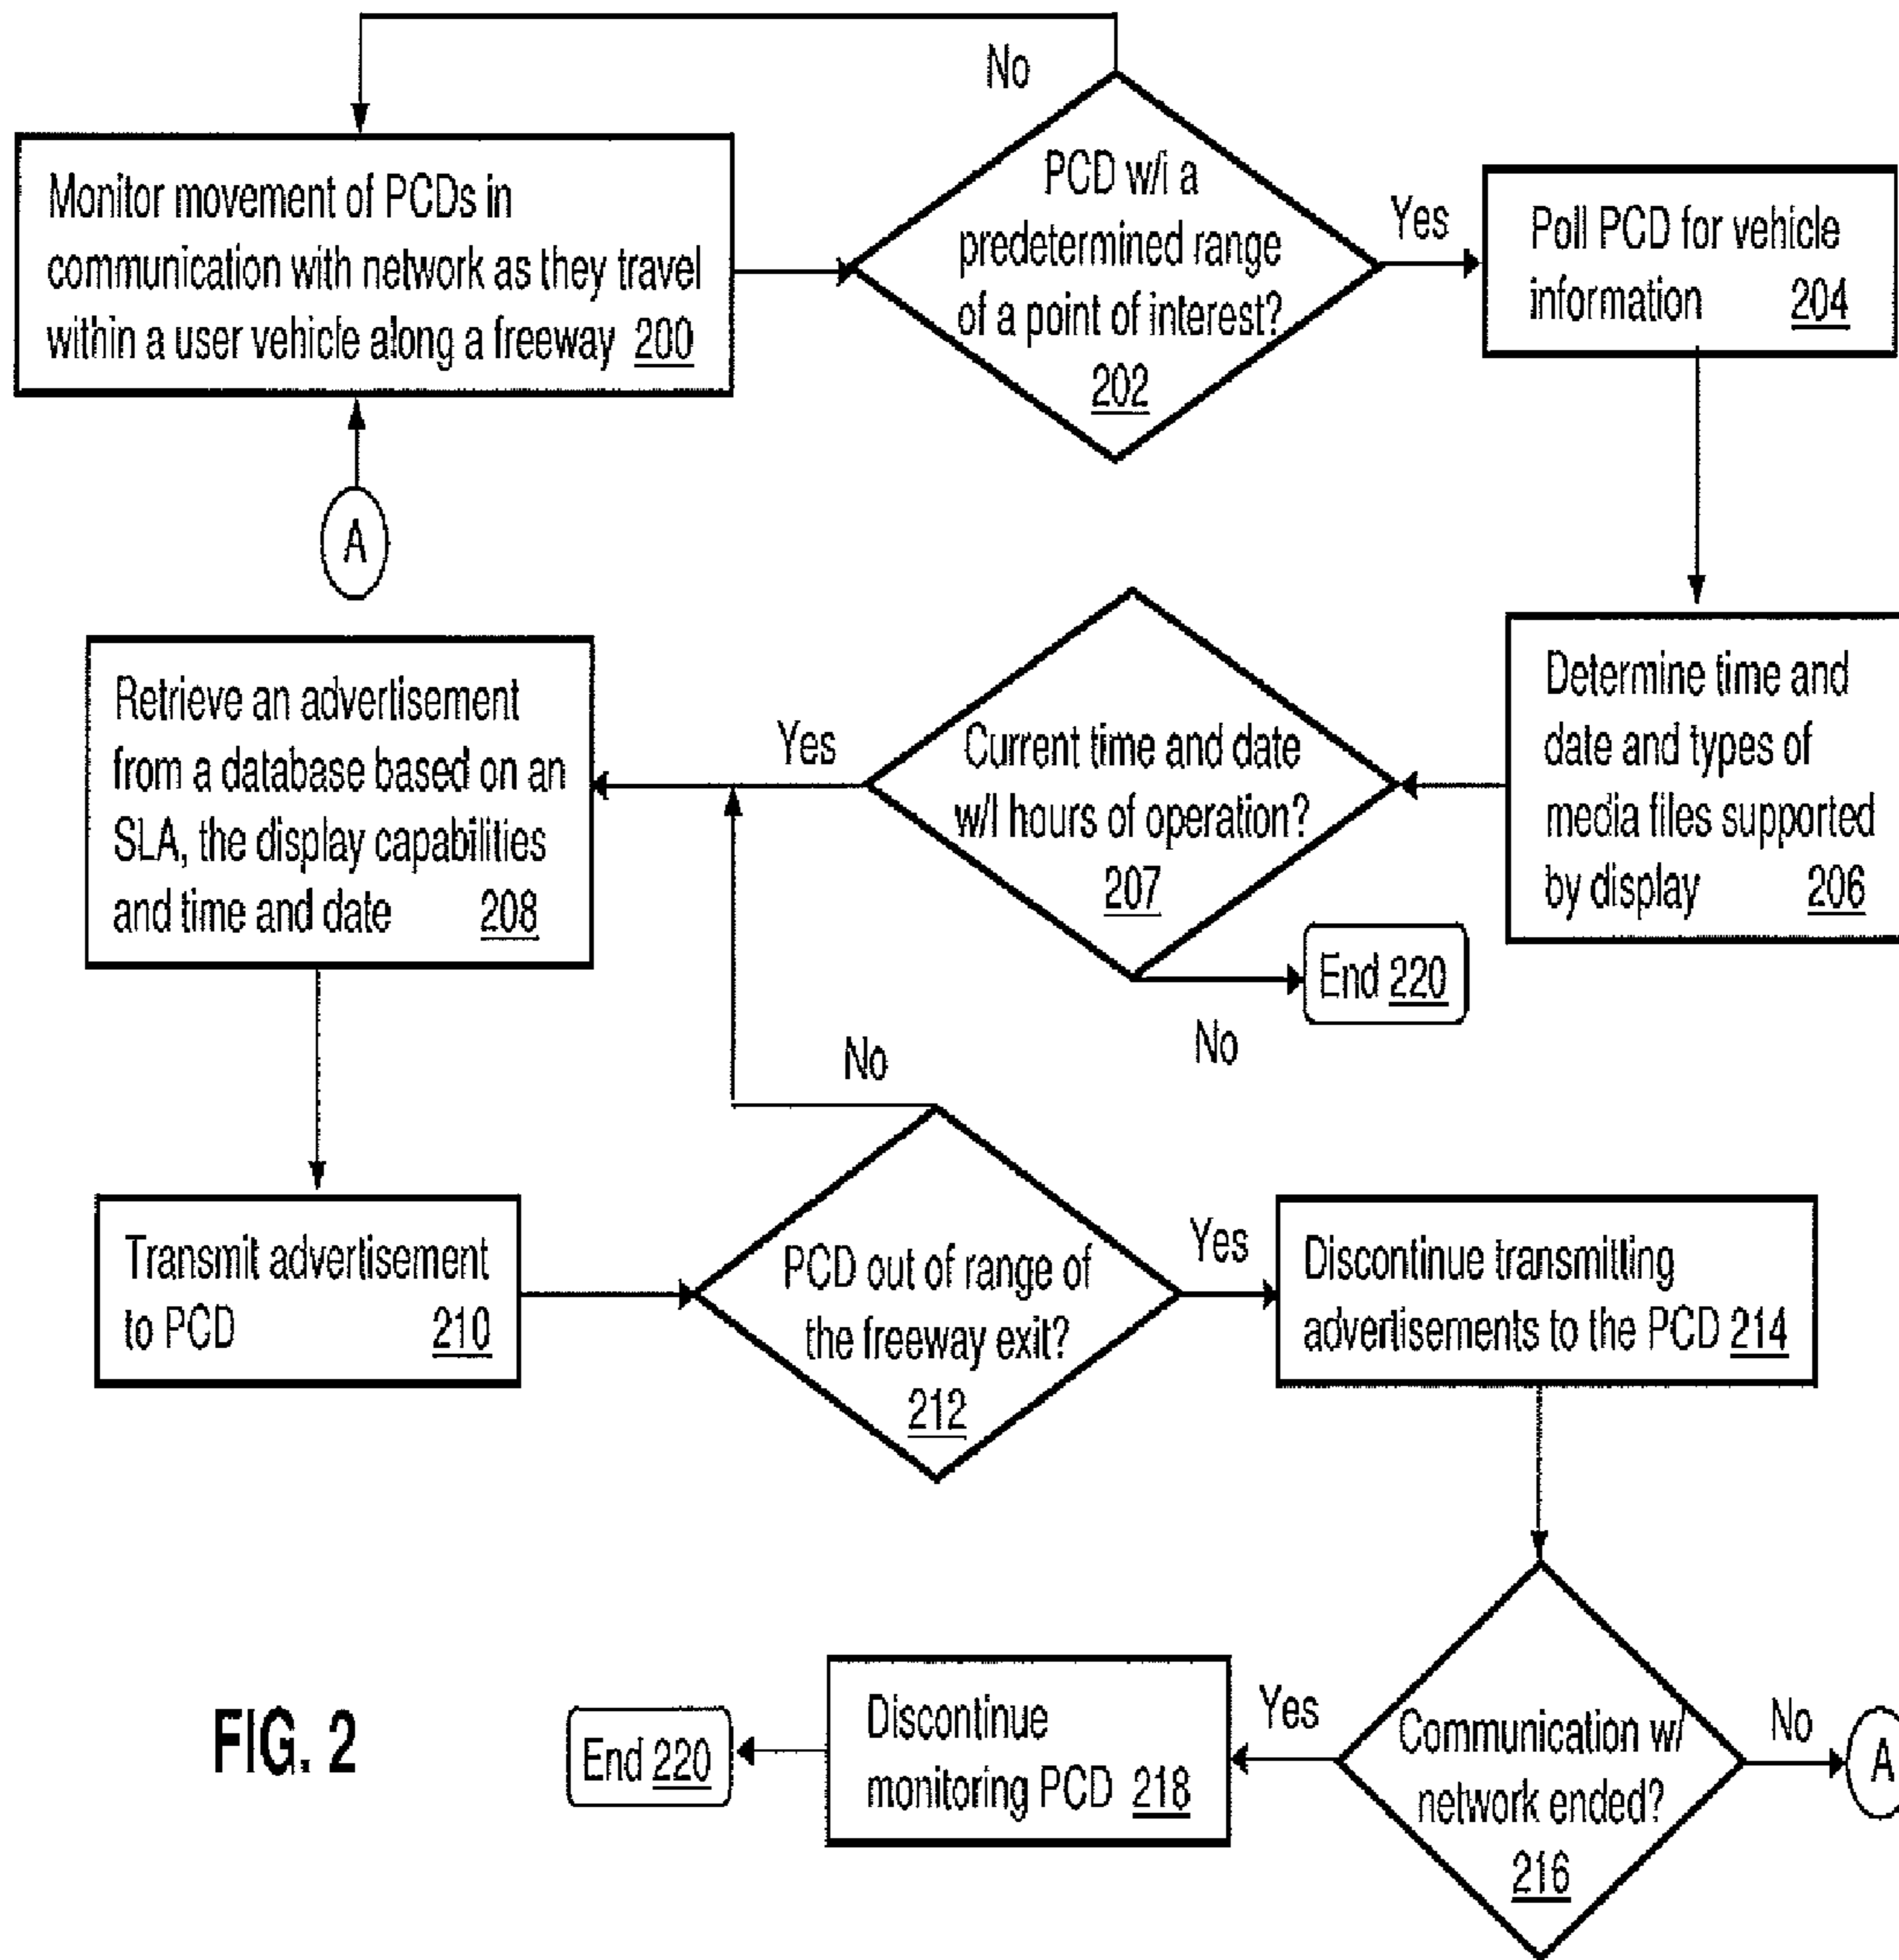 No
Monitor movement of PCDs in
communication with network as they travel
within a user vehicle along a freeway 200
PCD w/i a
predetermined range
of a point of interest?
202
Yes
Poll PCD for vehicle
information 204
A
Determine time and
date and types of
media files supported
by display 206
Current time and date
w/I hours of operation?
207
Yes
No
End 220
Retrieve an advertisement
from a database based on an
SLA, the display capabilities
and time and date 208
Transmit advertisement
to PCD 210
No
PCD out of range of
the freeway exit?
212
Yes
Discontinue transmitting
advertisements to the PCD 214
Communication w/
network ended?
216
No
A
Yes
Discontinue
monitoring PCD 218
End 220
FIG. 2